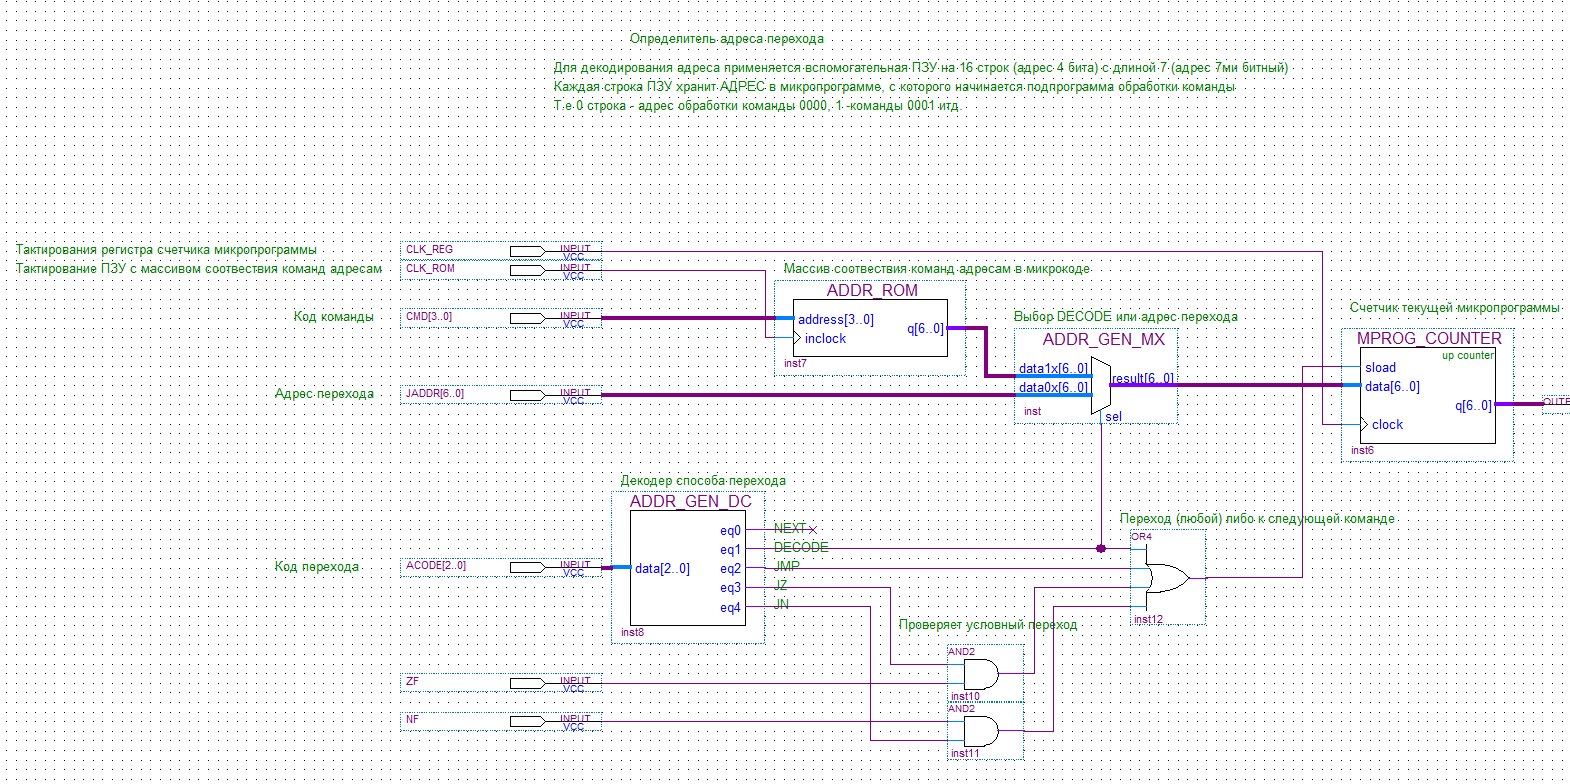 Определитель адреса перехода
Для декодирования адреса применяется вспомогательная ПЗУ на 16 строк (адрес 4 бита) с длиной 7 (адрес 7ми битный)
Каждая строка ПЗУ хранит АДРЕС в микропрограмме, с которого начинается подпрограмма обработки команды
Т.е 0 строка - адрес обработки команды 0000, 1 -команды 0001 итд.
Тактирования регистра счетчика микропрограммы
CLK_REG
INPUT
VCC
Тактирование ПЗУ с массивом соотвествия команд адресам
CLK_ROM
INPUT
VCC
Массив соотвествия команд адресам в микрокоде
ADDR_ROM
Код команды
CMD[3..0]
INPUT
VCC
address[3..0]
q[6..0]
inclock
inst7
Выбор DECODE или адрес перехода
ADDR_GEN_MX
data1x[6..0]
data0x[6..0]
result[6..0]
sel
inst
Счетчик текущей микропрограммы
MPROG_COUNTER
up counter
sload
data[6..0]
q[6..0]
clock
inst6
Адрес перехода
JADDR[6..0]
INPUT
VCC
Декодер способа перехода
ADDR_GEN_DC
eq0
eq1
eq2
eq3
eq4
data[2..0]
inst8
NEXT
DECODE
JMP
JZ
JN
Код перехода
ACODE[2..0]
INPUT
VCC
Переход (любой) либо к следующей команде
OR4
inst12
Проверяет условный переход
AND2
inst10
AND2
inst11
ZF
INPUT
VCC
NF
INPUT
VCC